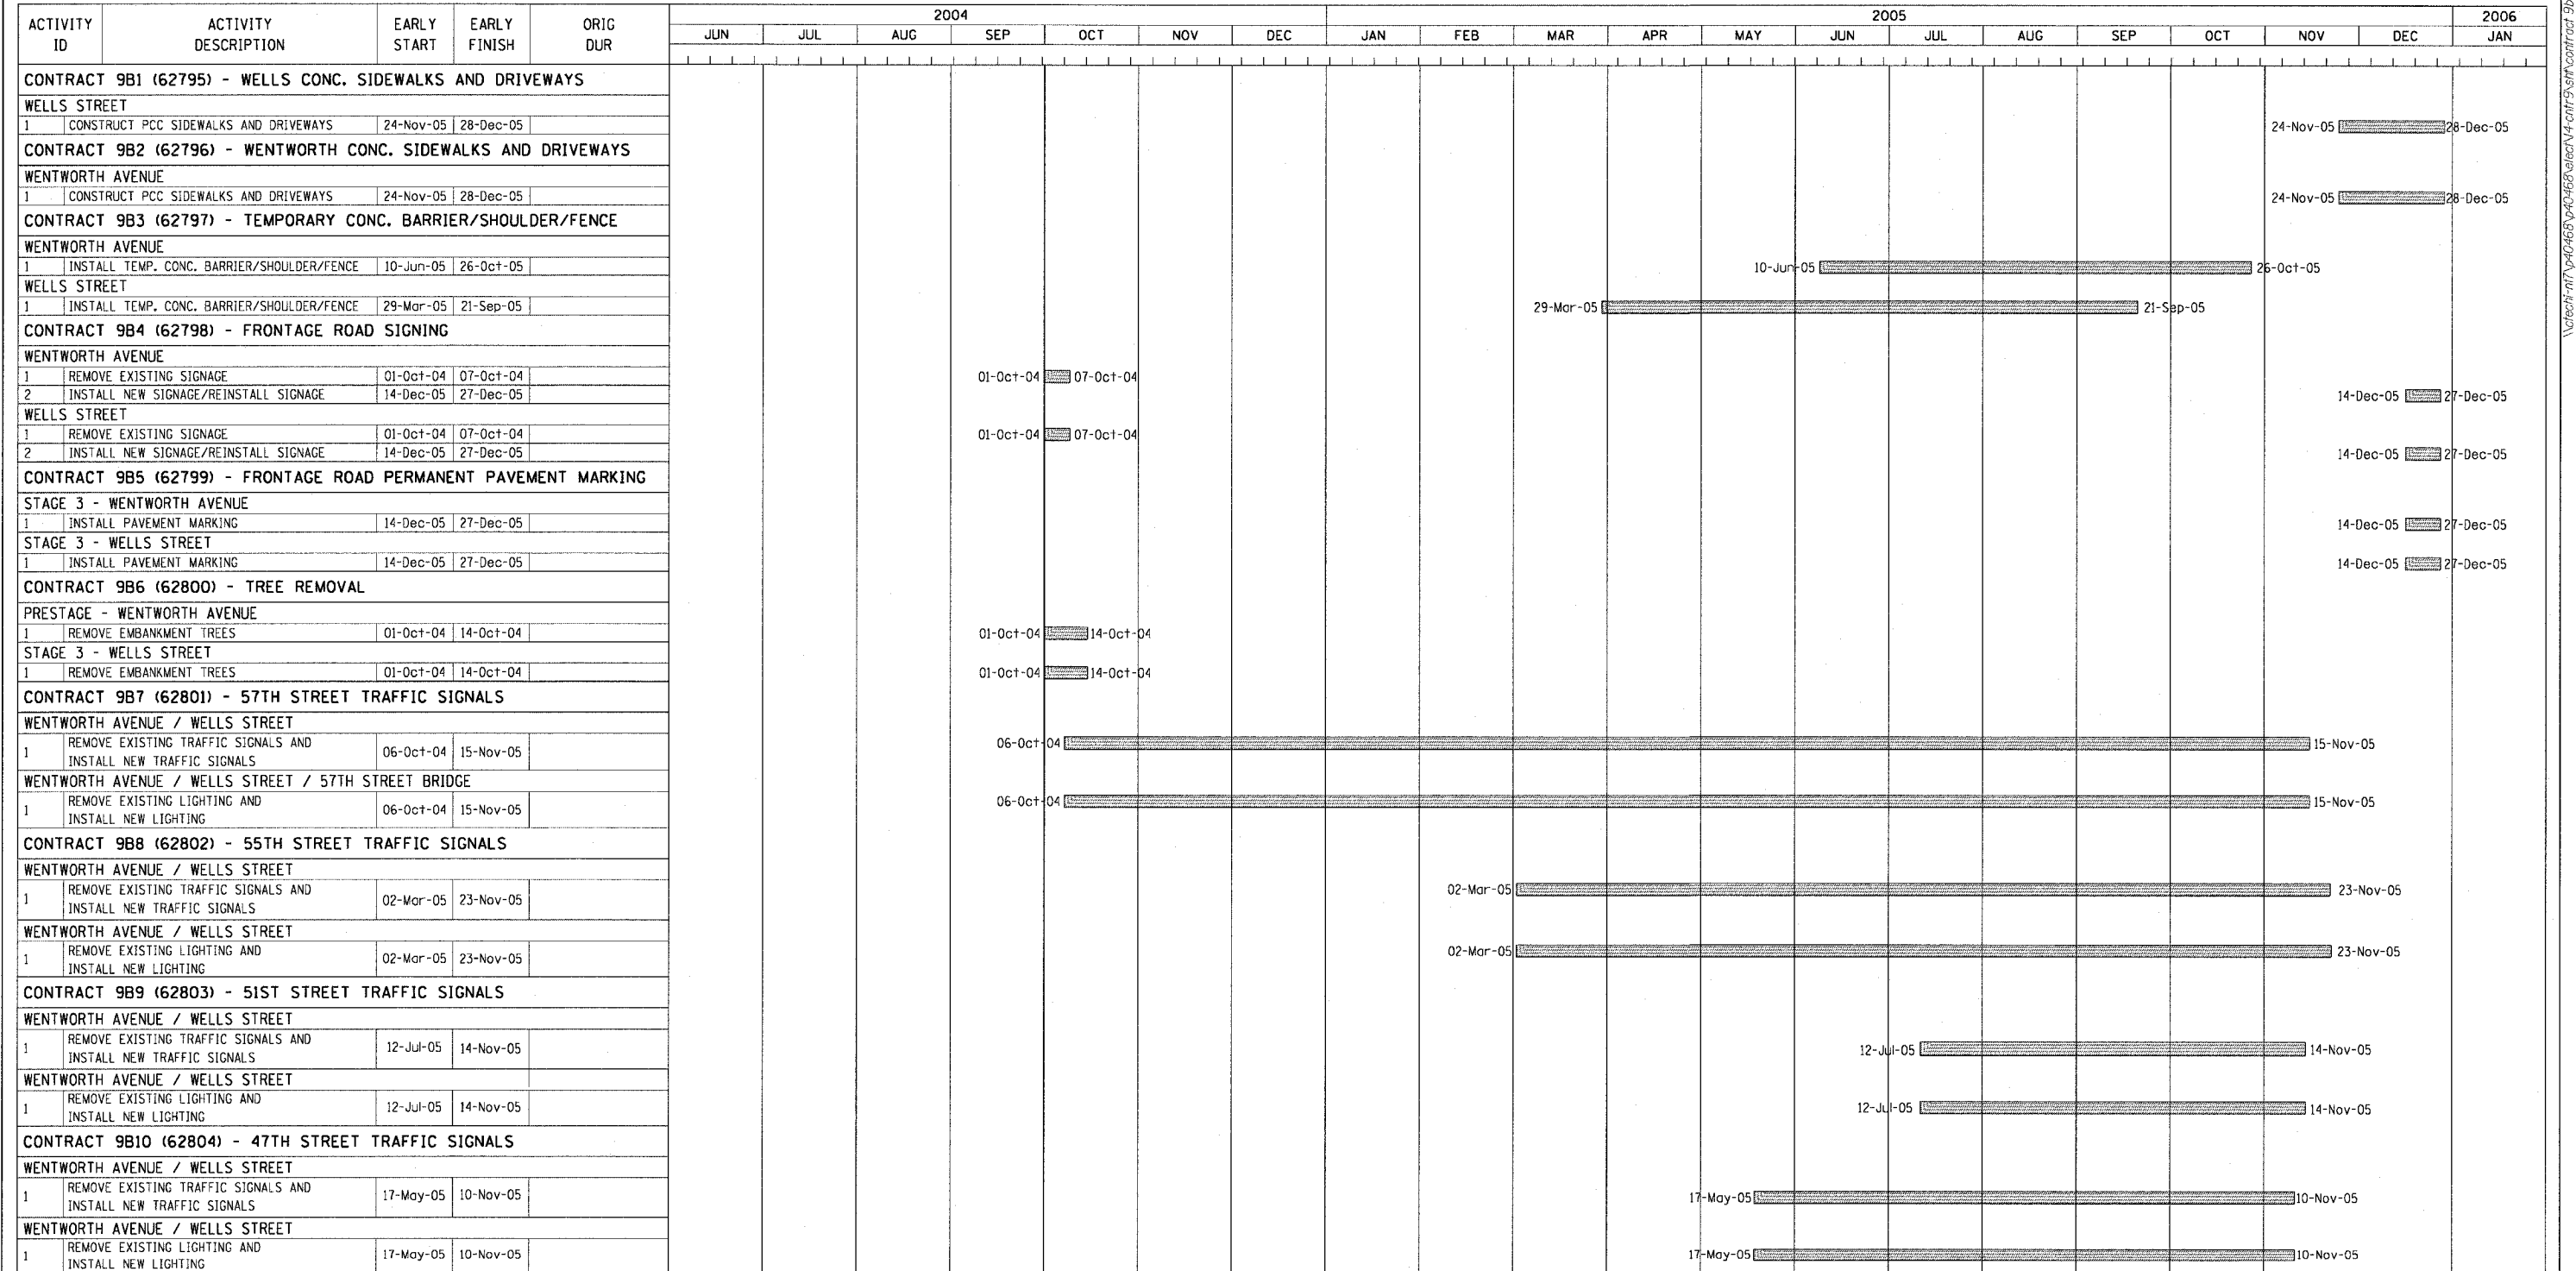 ACTIVITY ID ACTIVITY DESCRIPTION EARLY START EARLY FINISH ORIG DUR
2004 2005 2006
JUN JUL AUG SEP OCT NOV DEC JAN FEB MAR APR MAY JUN JUL AUG SEP OCT NOV DEC JAN
CONTRACT 9B1 (62795) - WELLS CONC. SIDEWALKS AND DRIVEWAYS
WELLS STREET
1 CONSTRUCT PCC SIDEWALKS AND DRIVEWAYS 24-Nov-05 28-Dec-05 24-Nov-05 28-Dec-05
CONTRACT 9B2 (62796) - WENTWORTH CONC. SIDEWALKS AND DRIVEWAYS
WENTWORTH AVENUE
1 CONSTRUCT PCC SIDEWALKS AND DRIVEWAYS 24-Nov-05 28-Dec-05 24-Nov-05 28-Dec-05
CONTRACT 9B3 (62797) - TEMPORARY CONC. BARRIER/SHOULDER/FENCE
WENTWORTH AVENUE
1 INSTALL TEMP. CONC. BARRIER/SHOULDER/FENCE 10-Jun-05 26-Oct-05 10-Jun-05 26-Oct-05
WELLS STREET
1 INSTALL TEMP. CONC. BARRIER/SHOULDER/FENCE 29-Mar-05 21-Sep-05 29-Mar-05 21-Sep-05
CONTRACT 9B4 (62798) - FRONTAGE ROAD SIGNING
WENTWORTH AVENUE
1 REMOVE EXISTING SIGNAGE 01-Oct-04 07-Oct-04 01-Oct-04 07-Oct-04
2 INSTALL NEW SIGNAGE/REINSTALL SIGNAGE 14-Dec-05 27-Dec-05 14-Dec-05 27-Dec-05
WELLS STREET
1 REMOVE EXISTING SIGNAGE 01-Oct-04 07-Oct-04 01-Oct-04 07-Oct-04
2 INSTALL NEW SIGNAGE/REINSTALL SIGNAGE 14-Dec-05 27-Dec-05 14-Dec-05 27-Dec-05
CONTRACT 9B5 (62799) - FRONTAGE ROAD PERMANENT PAVEMENT MARKING
STAGE 3 - WENTWORTH AVENUE
1 INSTALL PAVEMENT MARKING 14-Dec-05 27-Dec-05 14-Dec-05 27-Dec-05
STAGE 3 - WELLS STREET
1 INSTALL PAVEMENT MARKING 14-Dec-05 27-Dec-05 14-Dec-05 27-Dec-05
CONTRACT 9B6 (62800) - TREE REMOVAL
PRESTAGE - WENTWORTH AVENUE
1 REMOVE EMBANKMENT TREES 01-Oct-04 14-Oct-04 01-Oct-04 14-Oct-04
STAGE 3 - WELLS STREET
1 REMOVE EMBANKMENT TREES 01-Oct-04 14-Oct-04 01-Oct-04 14-Oct-04
CONTRACT 9B7 (62801) - 57TH STREET TRAFFIC SIGNALS
WENTWORTH AVENUE / WELLS STREET
1 REMOVE EXISTING TRAFFIC SIGNALS AND INSTALL NEW TRAFFIC SIGNALS 06-Oct-04 15-Nov-05 06-Oct-04 15-Nov-05
WENTWORTH AVENUE / WELLS STREET / 57TH STREET BRIDGE
1 REMOVE EXISTING LIGHTING AND INSTALL NEW LIGHTING 06-Oct-04 15-Nov-05 06-Oct-04 15-Nov-05
CONTRACT 9B8 (62802) - 55TH STREET TRAFFIC SIGNALS
WENTWORTH AVENUE / WELLS STREET
1 REMOVE EXISTING TRAFFIC SIGNALS AND INSTALL NEW TRAFFIC SIGNALS 02-Mar-05 23-Nov-05 02-Mar-05 23-Nov-05
WENTWORTH AVENUE / WELLS STREET
1 REMOVE EXISTING LIGHTING AND INSTALL NEW LIGHTING 02-Mar-05 23-Nov-05 02-Mar-05 23-Nov-05
CONTRACT 9B9 (62803) - 51ST STREET TRAFFIC SIGNALS
WENTWORTH AVENUE / WELLS STREET
1 REMOVE EXISTING TRAFFIC SIGNALS AND INSTALL NEW TRAFFIC SIGNALS 12-Jul-05 14-Nov-05 12-Jul-05 14-Nov-05
WENTWORTH AVENUE / WELLS STREET
1 REMOVE EXISTING LIGHTING AND INSTALL NEW LIGHTING 12-Jul-05 14-Nov-05 12-Jul-05 14-Nov-05
CONTRACT 9B10 (62804) - 47TH STREET TRAFFIC SIGNALS
WENTWORTH AVENUE / WELLS STREET
1 REMOVE EXISTING TRAFFIC SIGNALS AND INSTALL NEW TRAFFIC SIGNALS 17-May-05 10-Nov-05 17-May-05 10-Nov-05
WENTWORTH AVENUE / WELLS STREET
1 REMOVE EXISTING LIGHTING AND INSTALL NEW LIGHTING 17-May-05 10-Nov-05 17-May-05 10-Nov-05